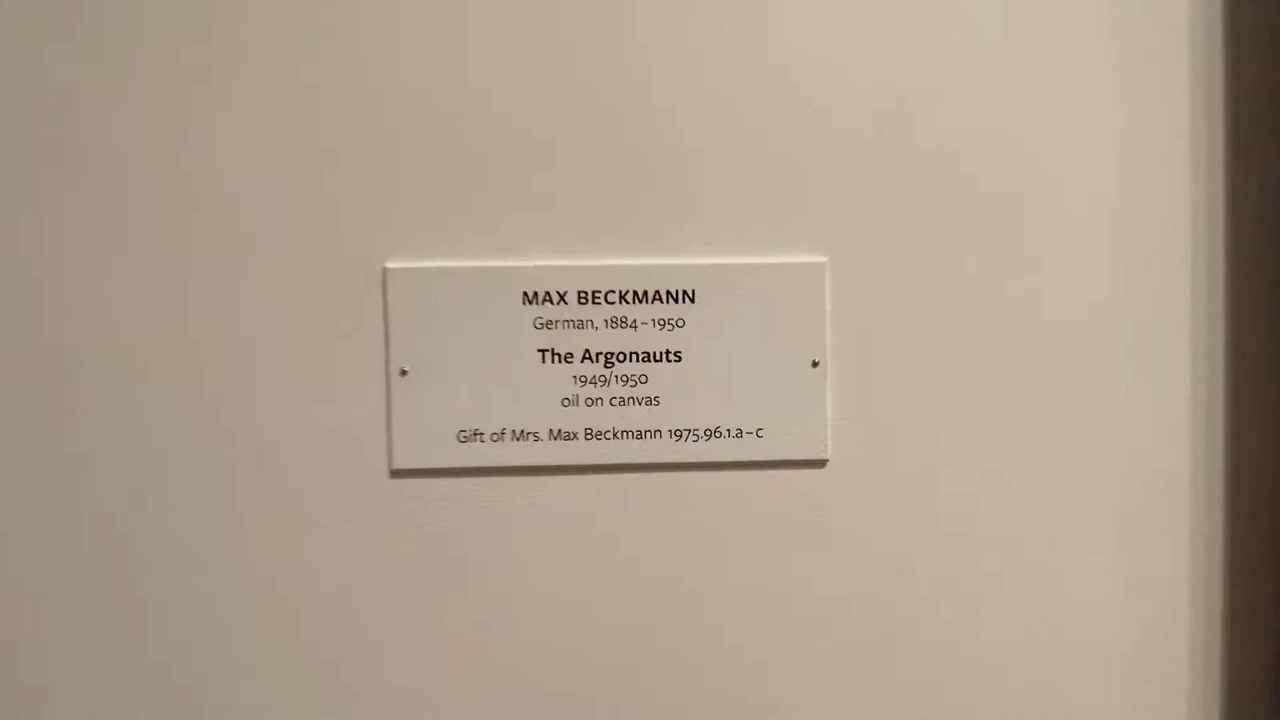 MAX BECKMANN
German, 1884–1950
The Argonauts
1949/1950
oil on canvas
Gift of Mrs. Max Beckmann 1975.96.1.a–c